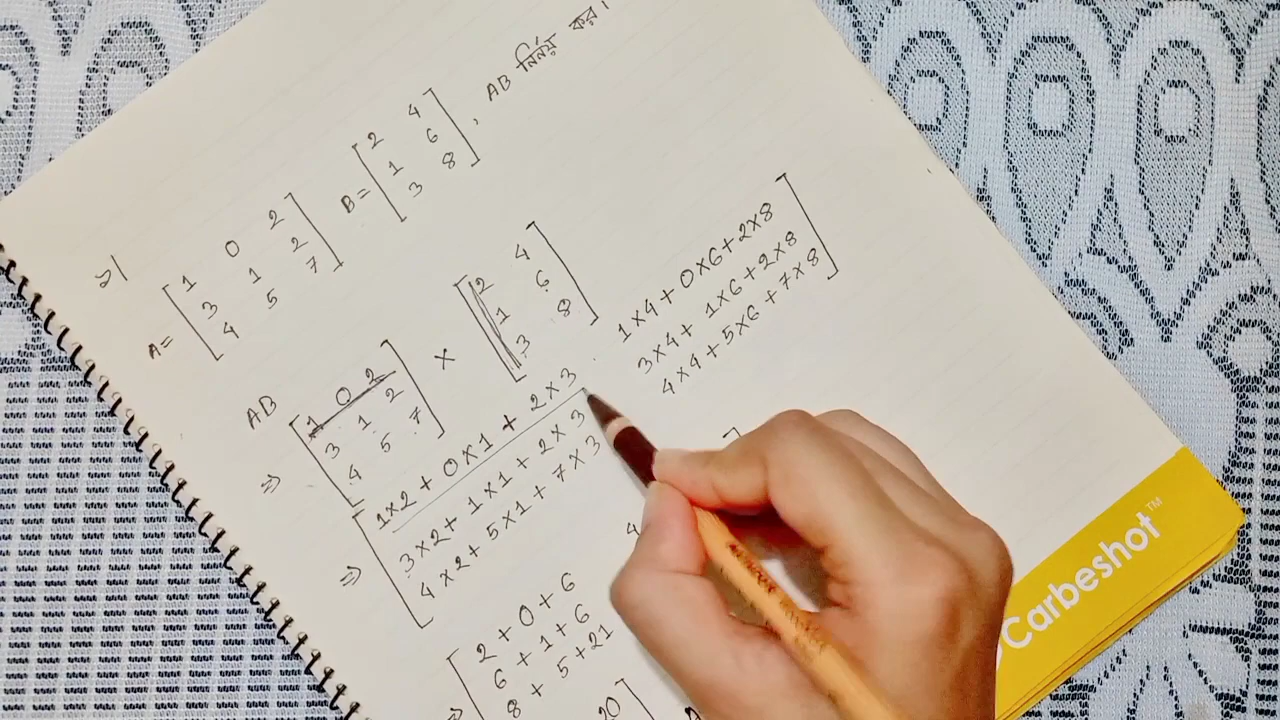 ২।
A = [ 1 0 2
3 1 2
4 5 7 ]
B = [ 2 4
1 6
3 8 ] , AB নির্নয় কর।
AB
⇒ [ 1 0 2
3 1 2
4 5 7 ] × [ 2 4
1 6
3 8 ]
⇒ [ 1×2 + 0×1 + 2×3 1×4 + 0×6 + 2×8
3×2 + 1×1 + 2×3 3×4 + 1×6 + 2×8
4×2 + 5×1 + 7×3 4×4 + 5×6 + 7×8 ]
⇒ [ 2 + 0 + 6
6 + 1 + 6
8 + 5 + 21
20
Carbeshot™